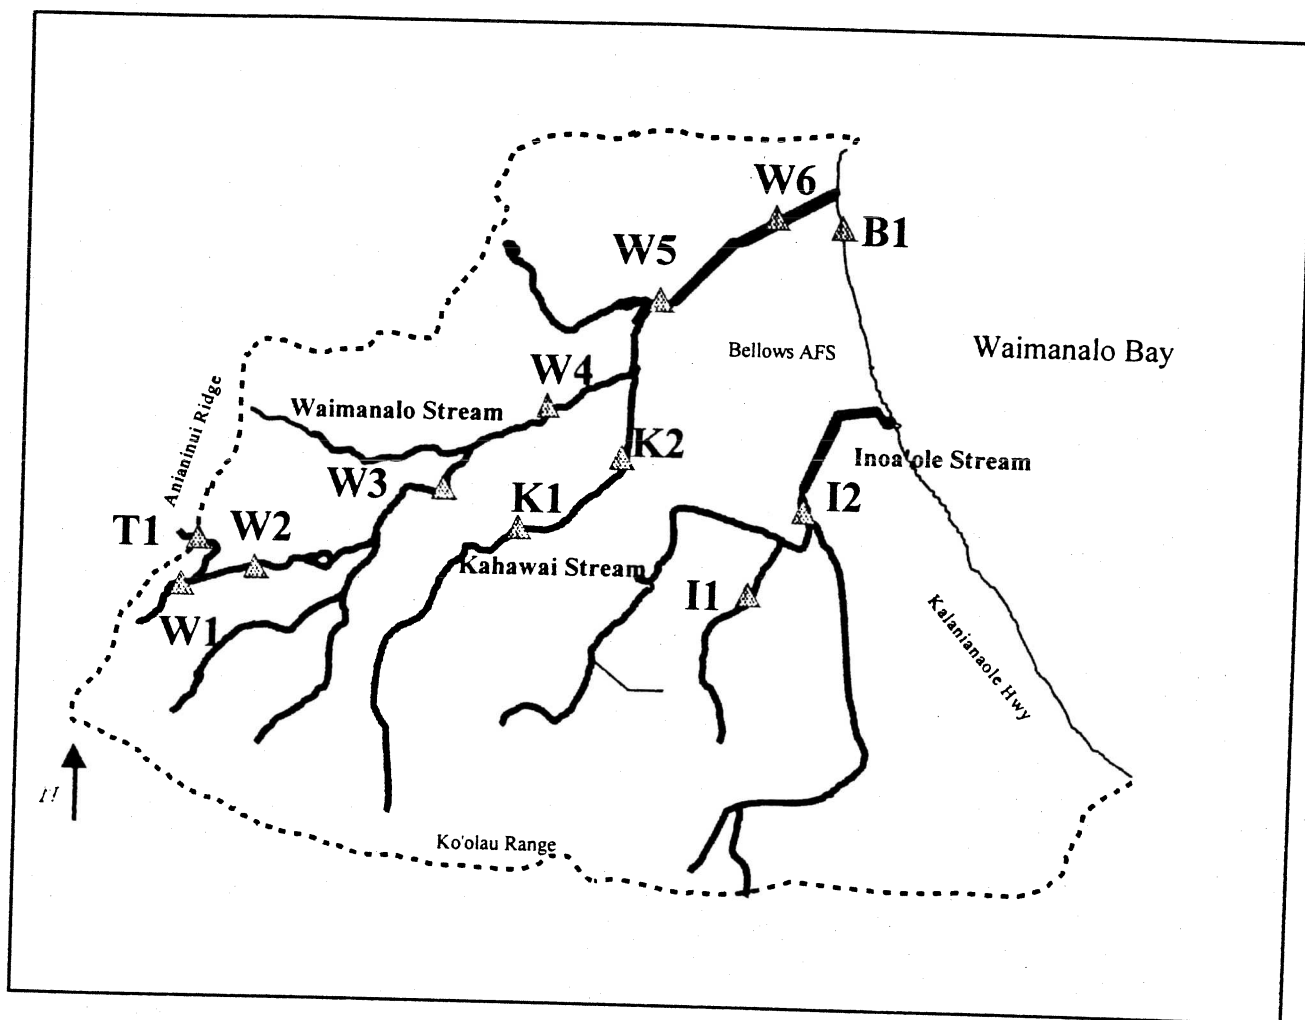 W6
B1
W5
Waimanalo Bay
Bellows AFS
W4
Anianinui Ridge
Waimanalo Stream
K2
Inoa'ole Stream
W3
K1
I2
T1
W2
Kahawai Stream
I1
W1
Kalanianaole Hwy
Ko'olau Range